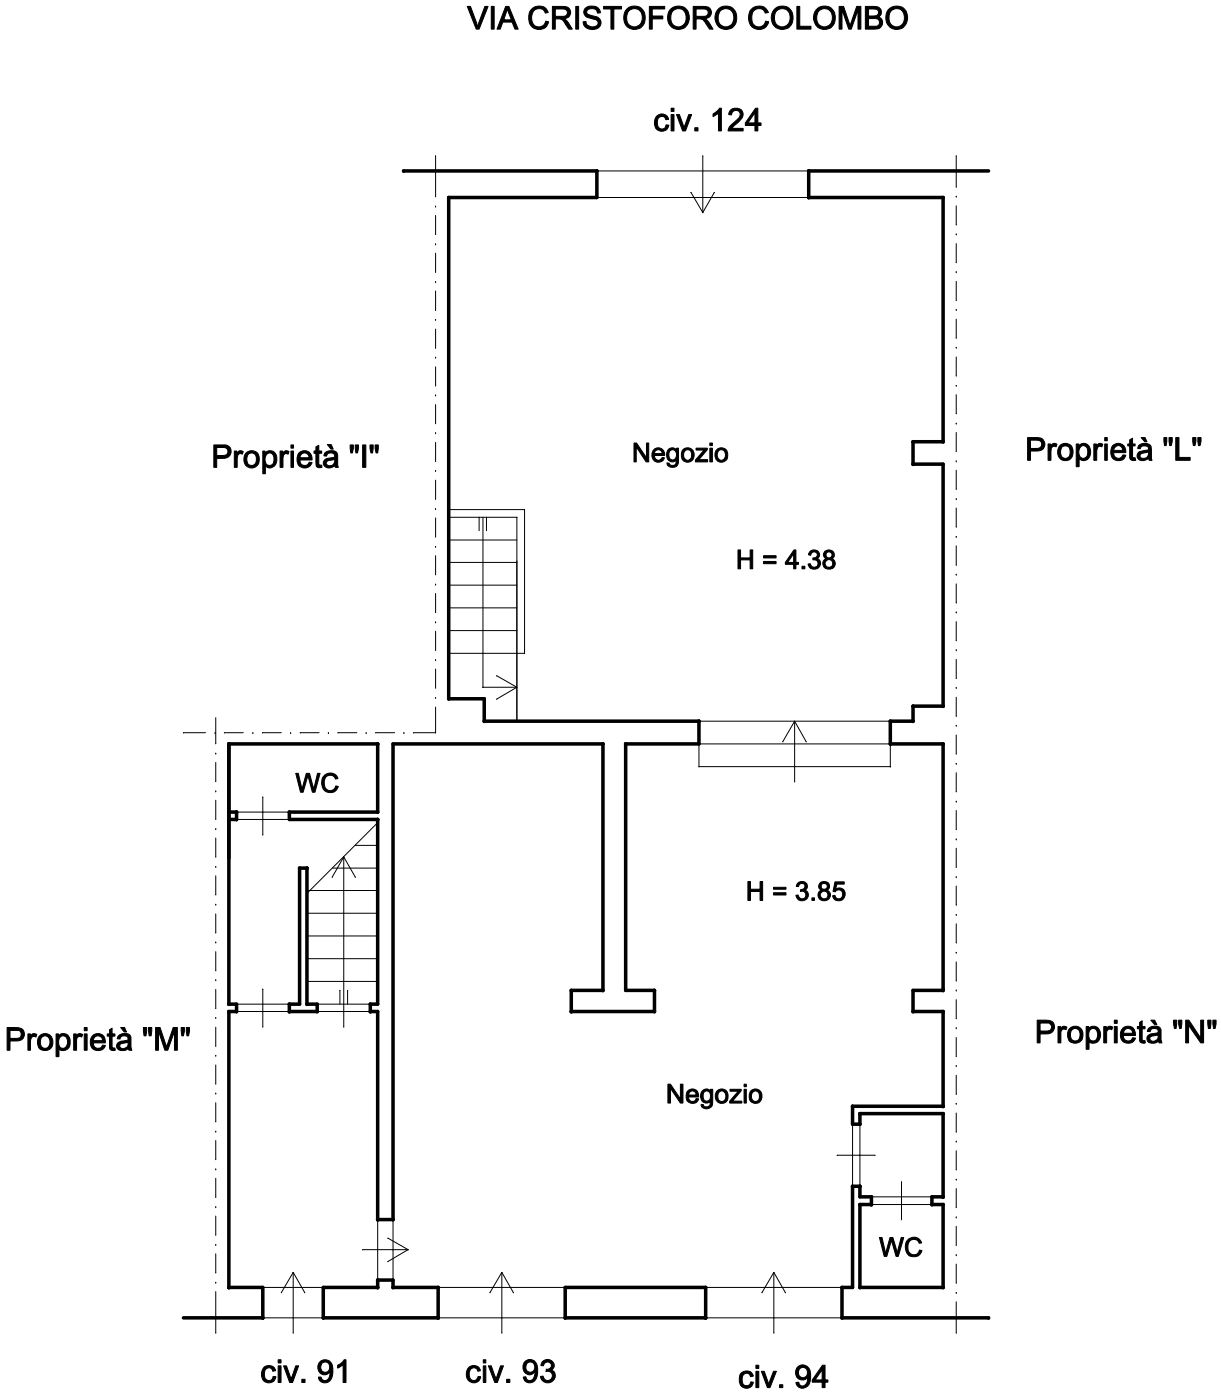 VIA CRISTOFORO COLOMBO
civ. 124
Proprietà "I"
Negozio
Proprietà "L"
H = 4.38
WC
H = 3.85
Proprietà "M"
Proprietà "N"
Negozio
WC
civ. 91
civ. 93
civ. 94